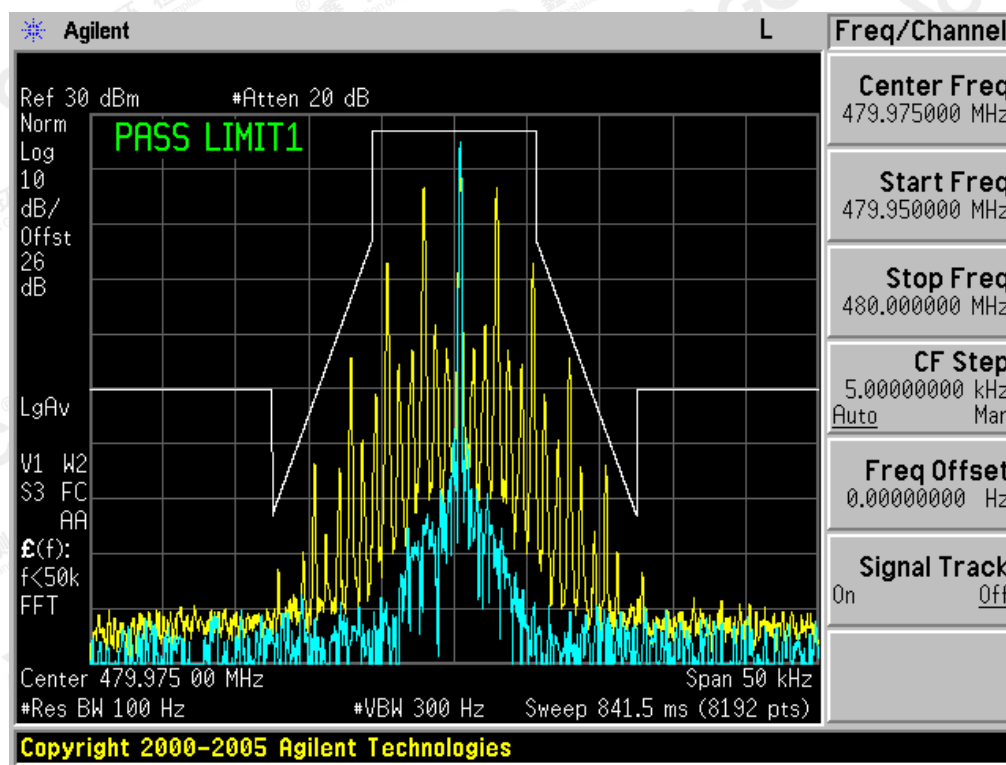 Agilent
L
Freq/Channel
Ref 30 dBm #Atten 20 dB
Norm
Log
10
dB/
Offst
26
dB
PASS LIMIT1
LgAv
V1 W2
S3 FC
AA
£(f):
f<50k
FFT
Center 479.975 00 MHz Span 50 kHz
#Res BW 100 Hz #VBW 300 Hz Sweep 841.5 ms (8192 pts)
Copyright 2000-2005 Agilent Technologies
Center Freq
479.975000 MHz
Start Freq
479.950000 MHz
Stop Freq
480.000000 MHz
CF Step
5.00000000 kHz
Auto Man
Freq Offset
0.00000000 Hz
Signal Track
On Off